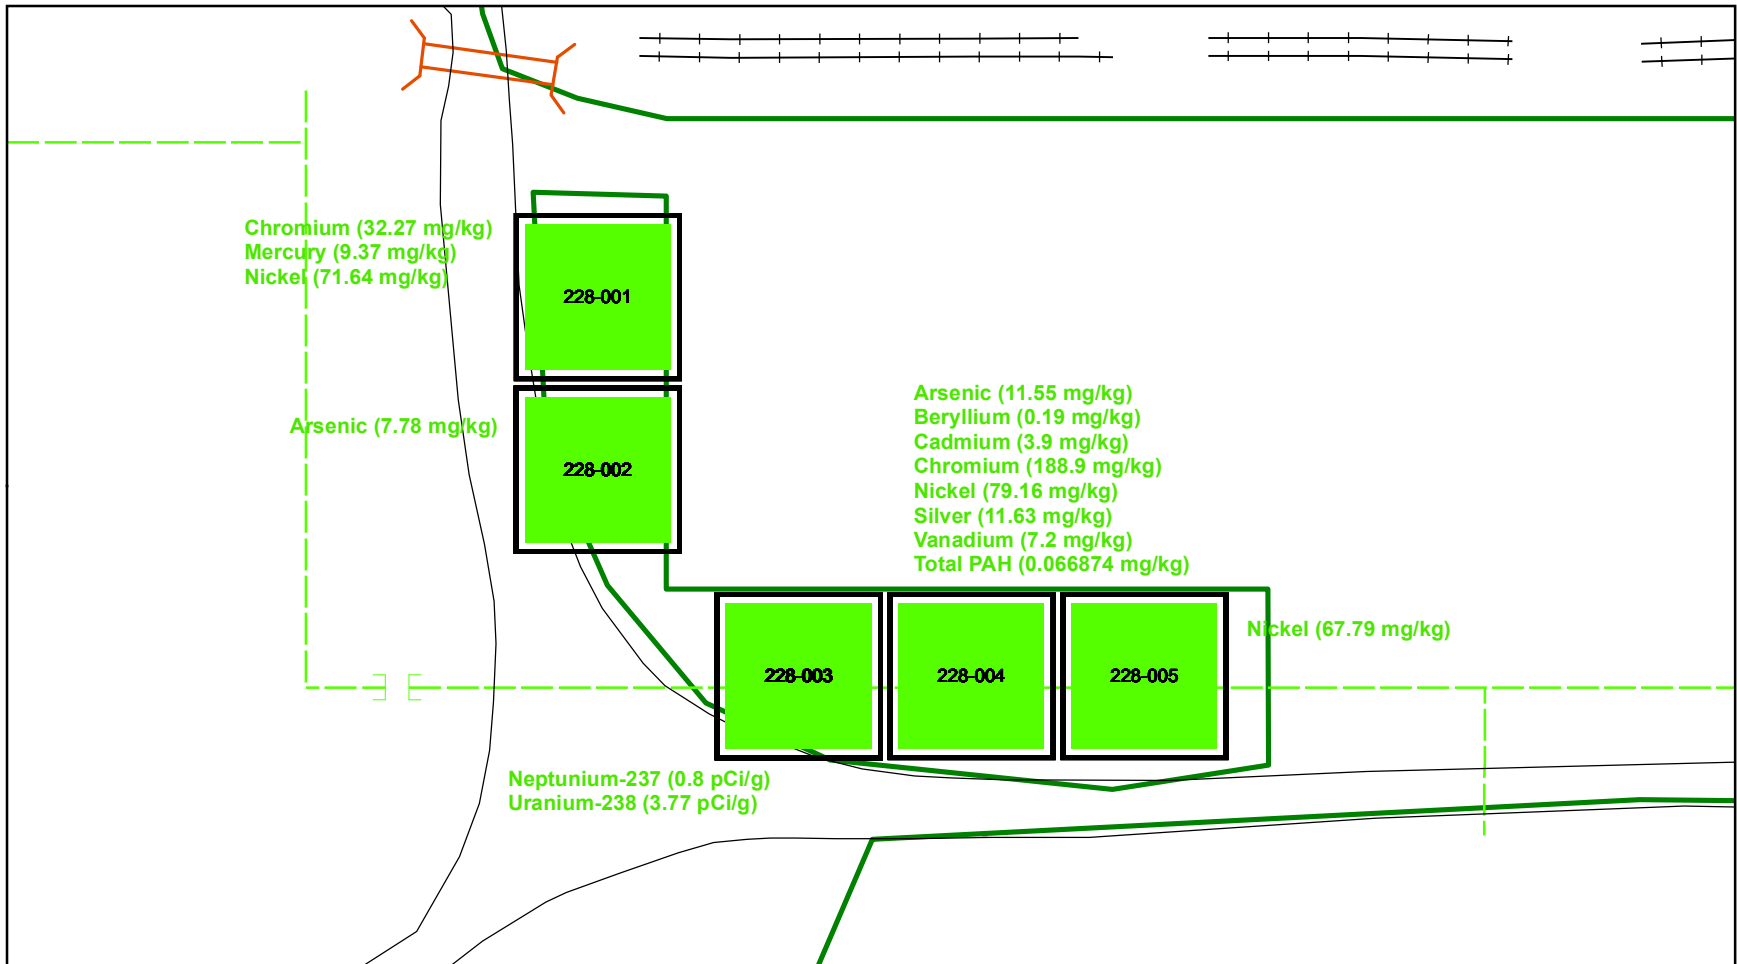 Chromium (32.27 mg/kg)
Mercury (9.37 mg/kg)
Nickel (71.64 mg/kg)
228-001
Arsenic (7.78 mg/kg)
228-002
Arsenic (11.55 mg/kg)
Beryllium (0.19 mg/kg)
Cadmium (3.9 mg/kg)
Chromium (188.9 mg/kg)
Nickel (79.16 mg/kg)
Silver (11.63 mg/kg)
Vanadium (7.2 mg/kg)
Total PAH (0.066874 mg/kg)
228-003
228-004
228-005
Nickel (67.79 mg/kg)
Neptunium-237 (0.8 pCi/g)
Uranium-238 (3.77 pCi/g)